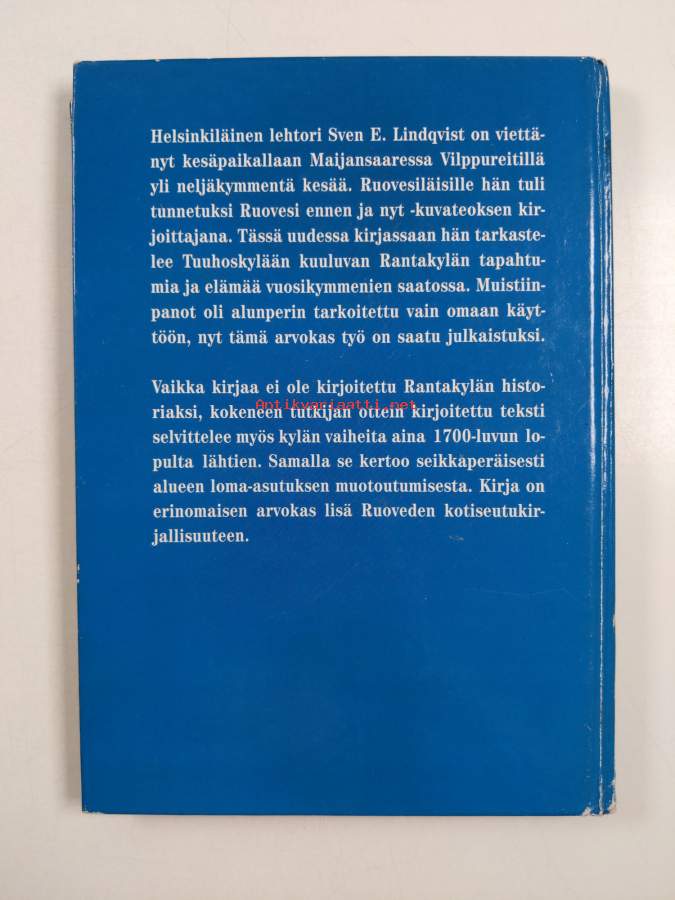 Helsinkiläinen lehtori Sven E. Lindqvist on viettä-
nyt kesäpaikallaan Maijansaaressa Vilppureitillä
yli neljäkymmentä kesää. Ruovesiläisille hän tuli
tunnetuksi Ruovesi ennen ja nyt -kuvateoksen kir-
joittajana. Tässä uudessa kirjassaan hän tarkaste-
lee Tuuhoskylään kuuluvan Rantakylän tapahtu-
mia ja elämää vuosikymmenien saatossa. Muistiin-
panot oli alunperin tarkoitettu vain omaan käyt-
töön, nyt tämä arvokas työ on saatu julkaistuksi.
Vaikka kirjaa ei ole kirjoitettu Rantakylän histo-
riaksi, kokeneen tutkijan ottein kirjoitettu teksti
Antikvariaatti.net
selvittelee myös kylän vaiheita aina 1700-luvun lo-
pulta lähtien. Samalla se kertoo seikkaperäisesti
alueen loma-asutuksen muotoutumisesta. Kirja on
erinomaisen arvokas lisä Ruoveden kotiseutukir-
jallisuuteen.